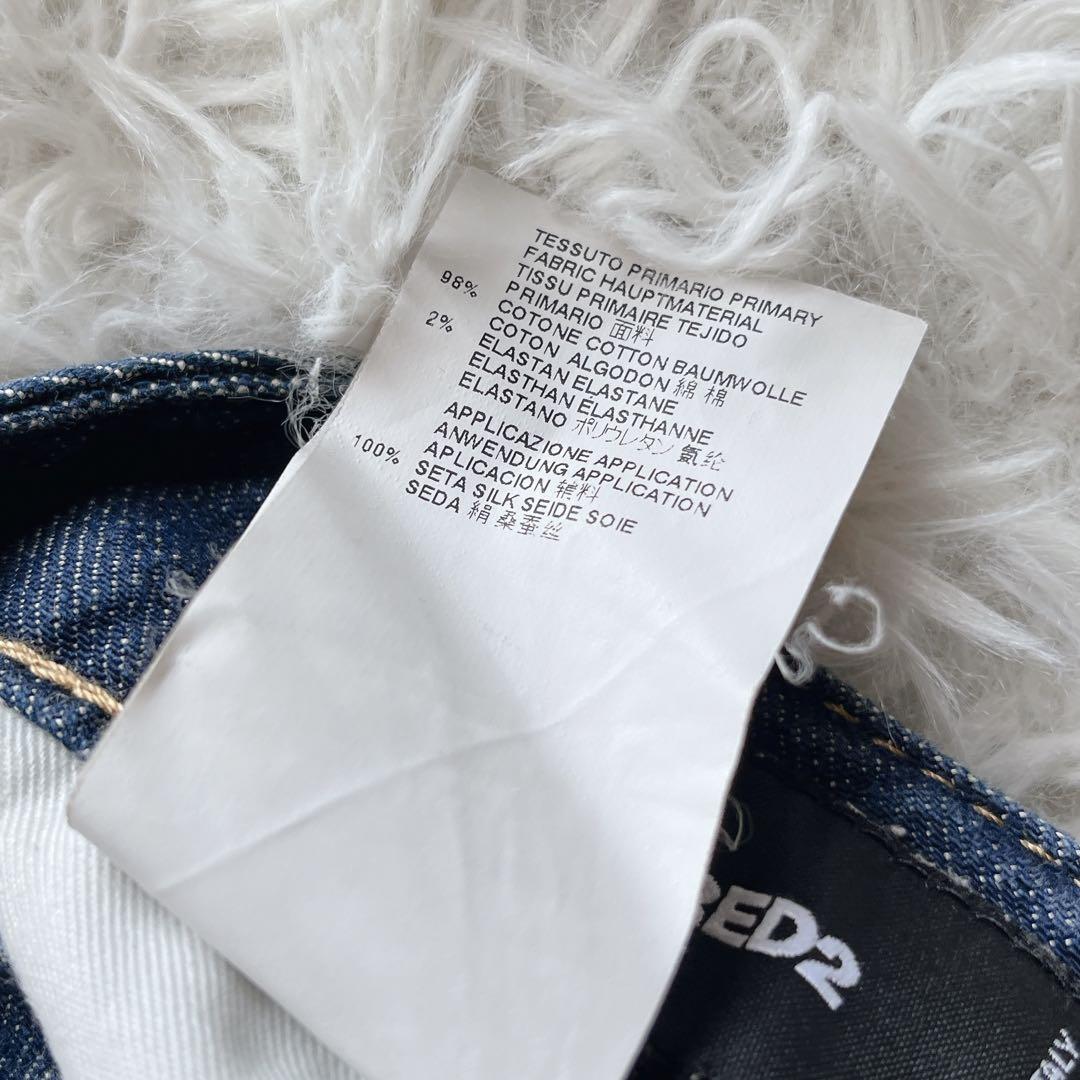 TESSUTO PRIMARIO PRIMARY
FABRIC HAUPTMATERIAL
TISSU PRIMAIRE TEJIDO
PRIMARIO 面料
98% COTONE COTTON BAUMWOLLE
COTON ALGODON 綿 棉
2% ELASTAN ELASTANE
ELASTHAN ELASTHANNE
ELASTANO ポリウレタン 氨纶
APPLICAZIONE APPLICATION
ANWENDUNG APPLICATION
APLICACION 辅料
100% SETA SILK SEIDE SOIE
SEDA 絹 桑蚕丝
RED2